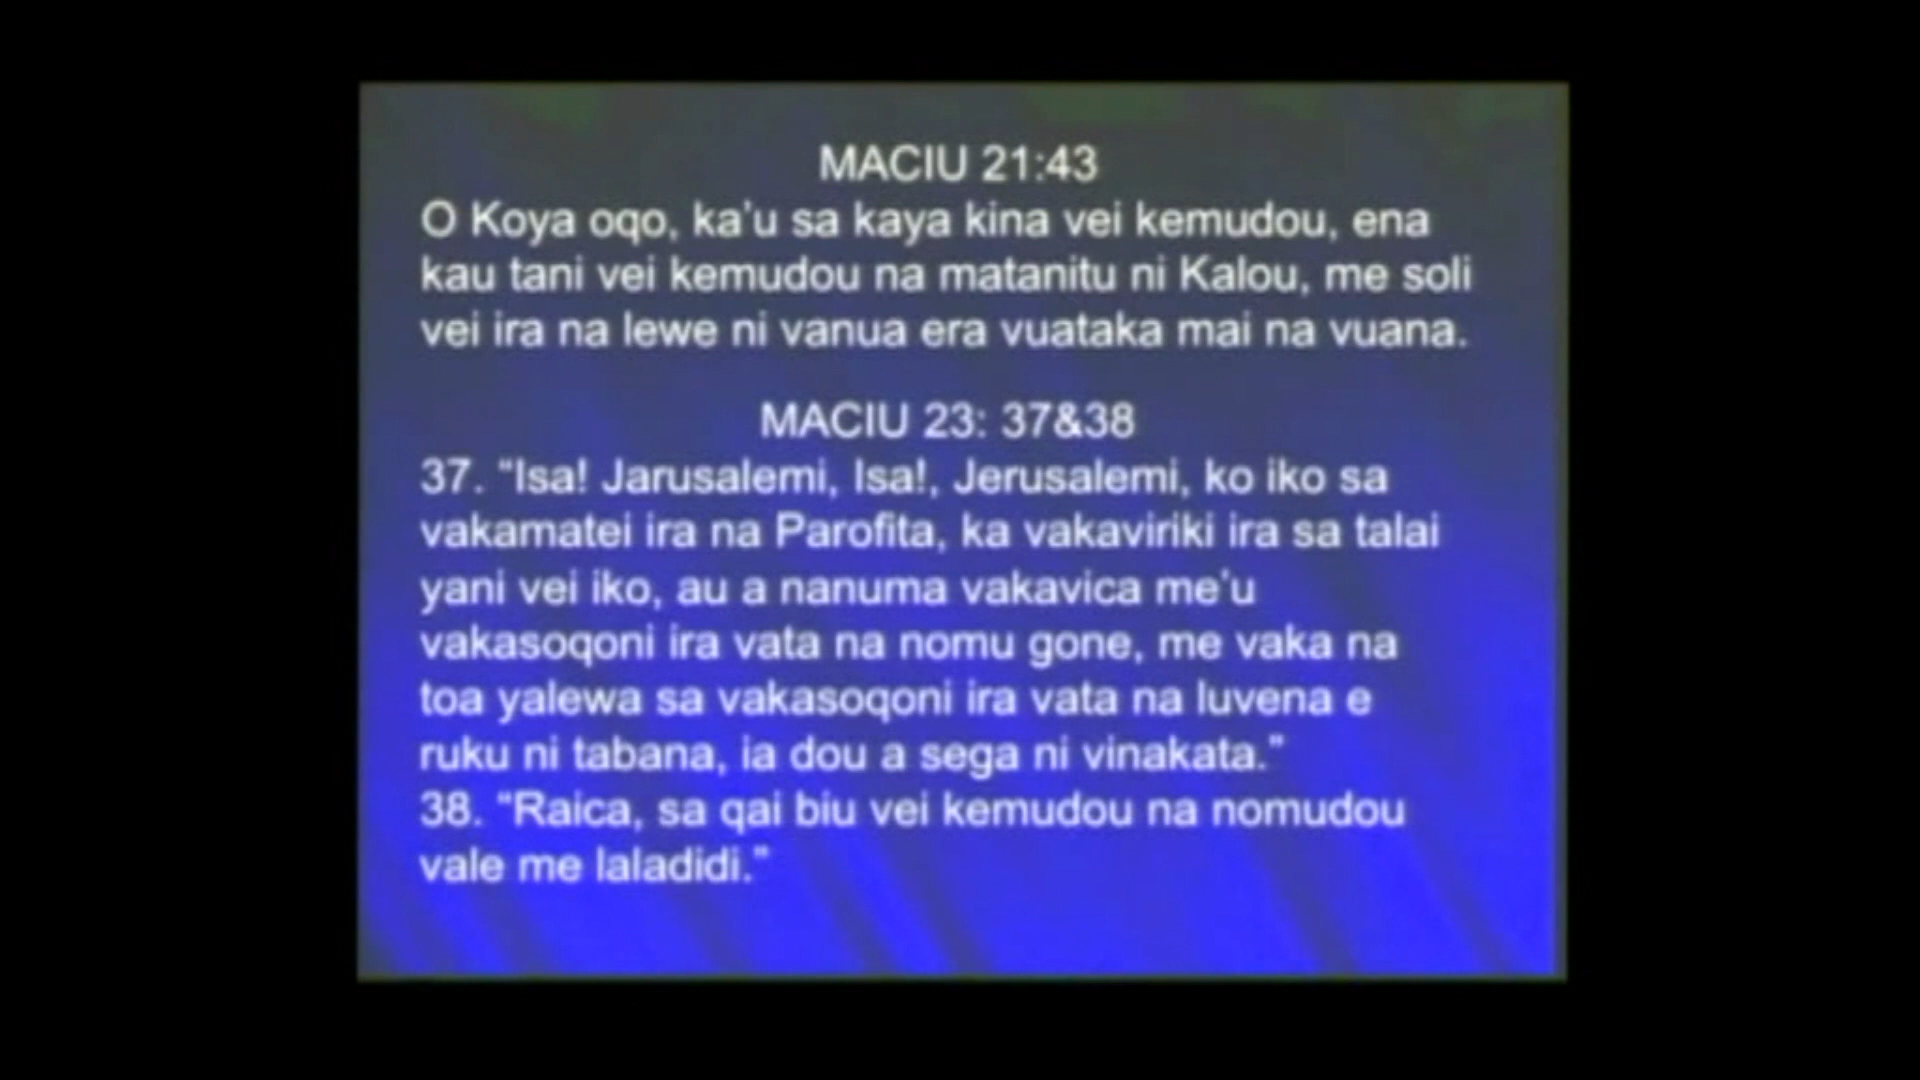 MACIU 21:43
O Koya oqo, ka’u sa kaya kina vei kemudou, ena
kau tani vei kemudou na matanitu ni Kalou, me soli
vei ira na lewe ni vanua era vuataka mai na vuana.
MACIU 23: 37&38
37. “Isa! Jarusalemi, Isa!, Jerusalemi, ko iko sa
vakamatei ira na Parofita, ka vakaviriki ira sa talai
yani vei iko, au a nanuma vakavica me’u
vakasoqoni ira vata na nomu gone, me vaka na
toa yalewa sa vakasoqoni ira vata na luvena e
ruku ni tabana, ia dou a sega ni vinakata.”
38. “Raica, sa qai biu vei kemudou na nomudou
vale me laladidi.”